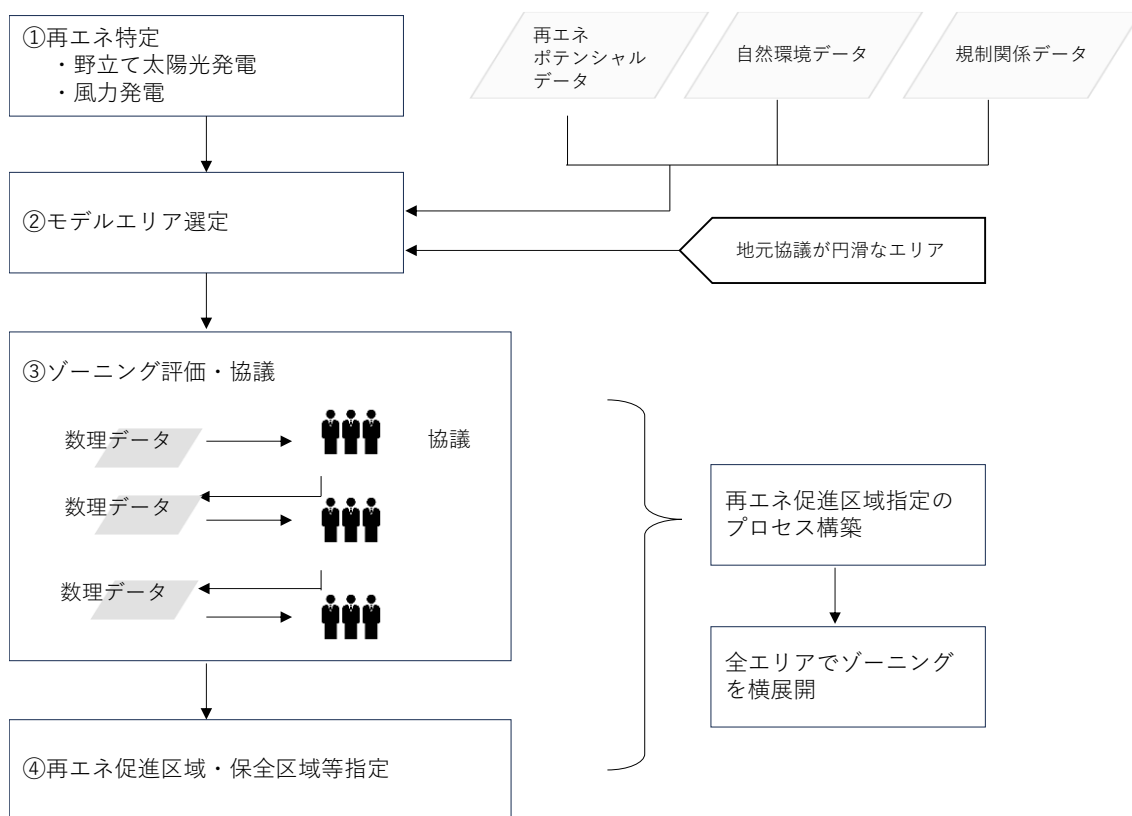 ①再エネ特定
・野立て太陽光発電
・風力発電
再エネ
ポテンシャル
データ
自然環境データ
規制関係データ
②モデルエリア選定
地元協議が円滑なエリア
③ゾーニング評価・協議
数理データ
協議
数理データ
数理データ
再エネ促進区域指定の
プロセス構築
全エリアでゾーニング
を横展開
④再エネ促進区域・保全区域等指定